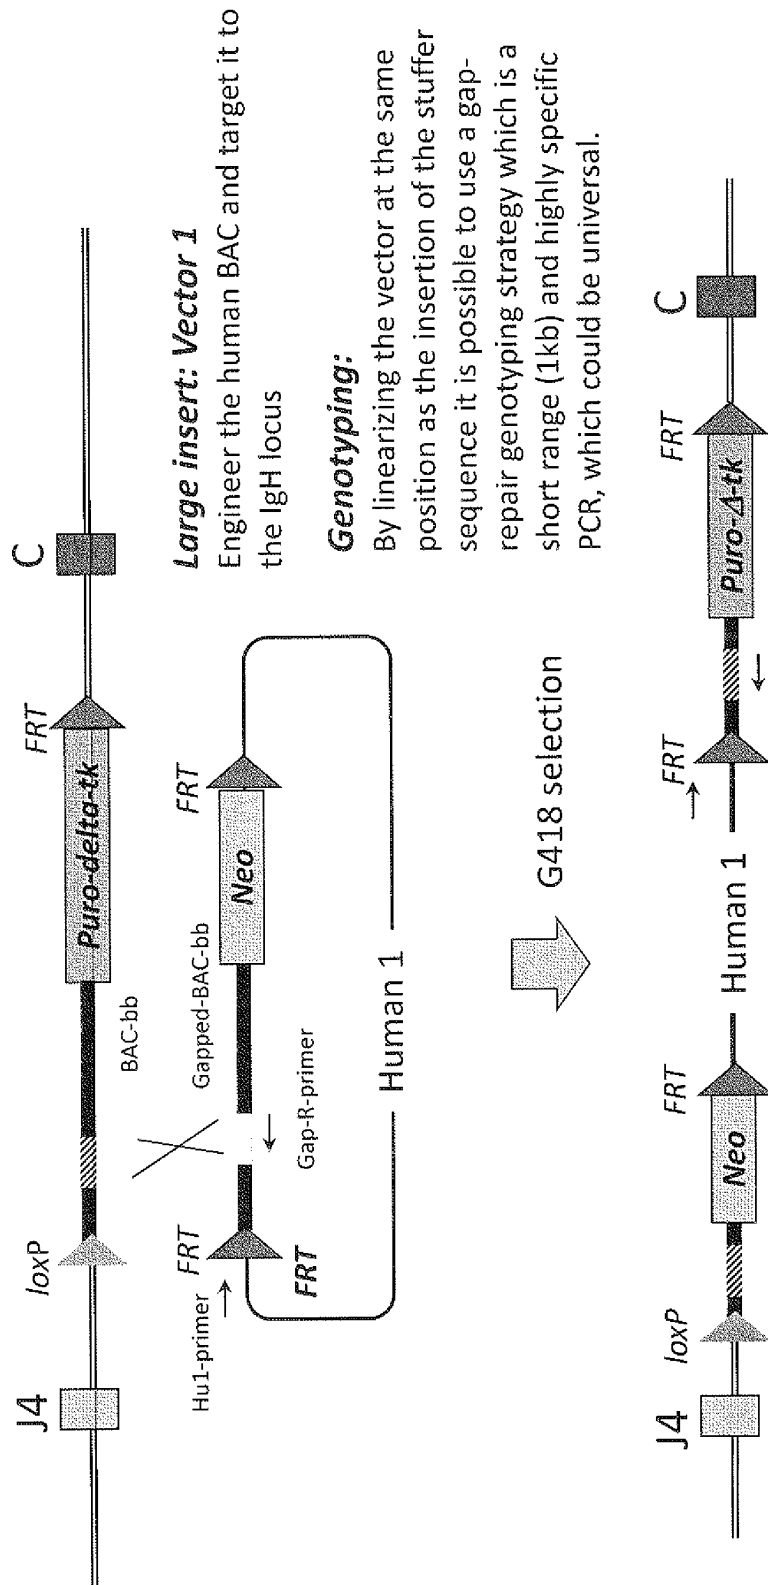 J4
loxP
BAC-bb
Puro-delta-tk
FRT
C
Hu1-primer
FRT
FRT
Gap-R-primer
Gapped-BAC-bb
Neo
FRT
Human 1
Large insert: Vector 1
Engineer the human BAC and target it to
the IgH locus
Genotyping:
By linearizing the vector at the same
position as the insertion of the stuffer
sequence it is possible to use a gap-
repair genotyping strategy which is a
short range (1kb) and highly specific
PCR, which could be universal.
G418 selection
J4
loxP
Neo
FRT
Human 1
FRT
Puro-Δ-tk
FRT
C